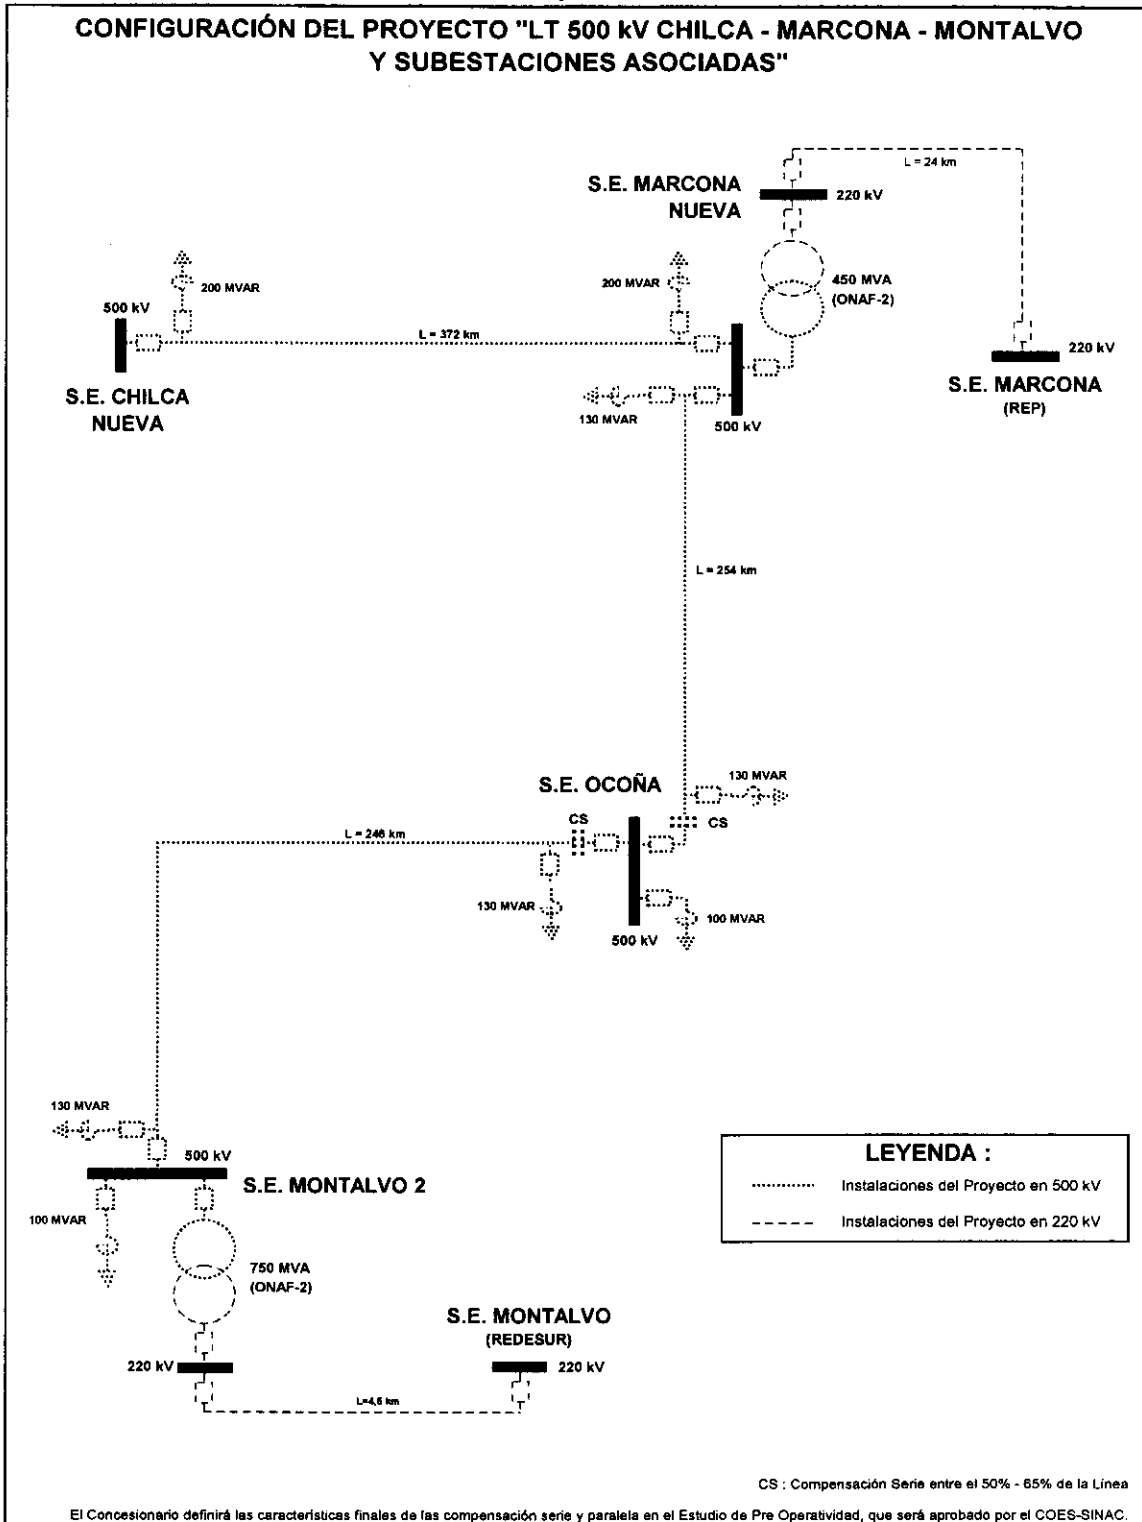 CONFIGURACIÓN DEL PROYECTO "LT 500 kV CHILCA - MARCONA - MONTALVO
Y SUBESTACIONES ASOCIADAS"
L = 24 km
S.E. MARCONA
NUEVA
220 kV
200 MVAR
200 MVAR
450 MVA
(ONAF-2)
500 kV
L = 372 km
220 kV
S.E. CHILCA
NUEVA
S.E. MARCONA
(REP)
130 MVAR
500 kV
L = 254 km
S.E. OCOÑA
130 MVAR
CS
CS
L = 246 km
130 MVAR
100 MVAR
500 kV
130 MVAR
500 kV
S.E. MONTALVO 2
100 MVAR
750 MVA
(ONAF-2)
LEYENDA :
Instalaciones del Proyecto en 500 kV
Instalaciones del Proyecto en 220 kV
S.E. MONTALVO
(REDESUR)
220 kV
220 kV
L=4,5 km
CS : Compensación Serie entre el 50% - 65% de la Línea
El Concesionario definirá las características finales de las compensación serie y paralela en el Estudio de Pre Operatividad, que será aprobado por el COES-SINAC.